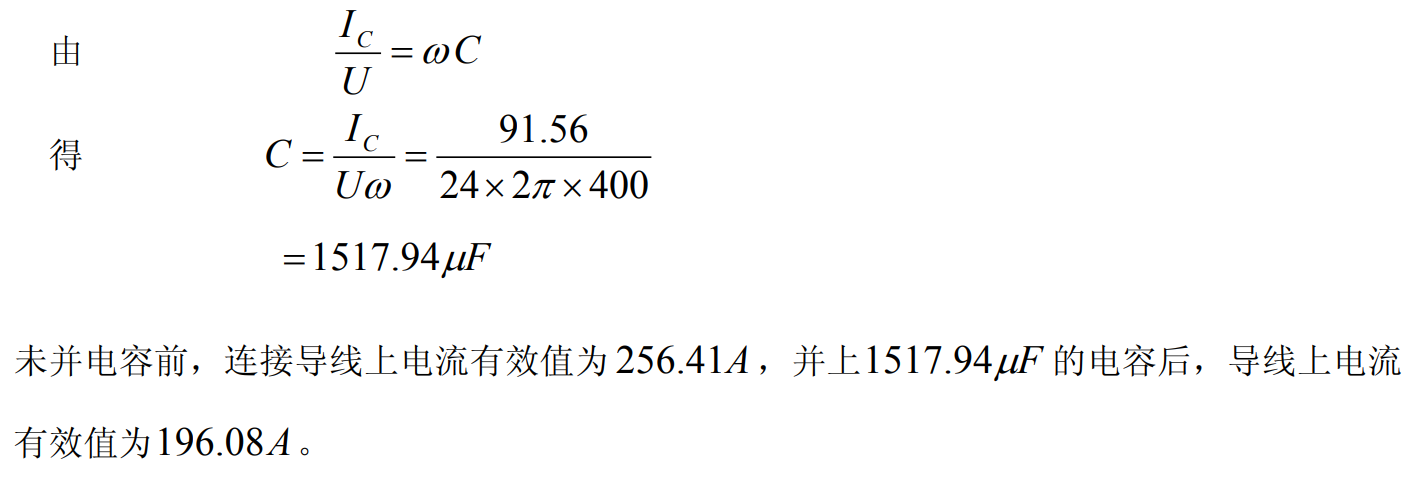 由 \frac{I_C}{U} = ωC
得 C = \frac{I_C}{Uω} = \frac{91.56}{24×2π×400}
=1517.94μF
未并电容前，连接导线上电流有效值为256.41A，并上1517.94μF的电容后，导线上电流
有效值为196.08A。